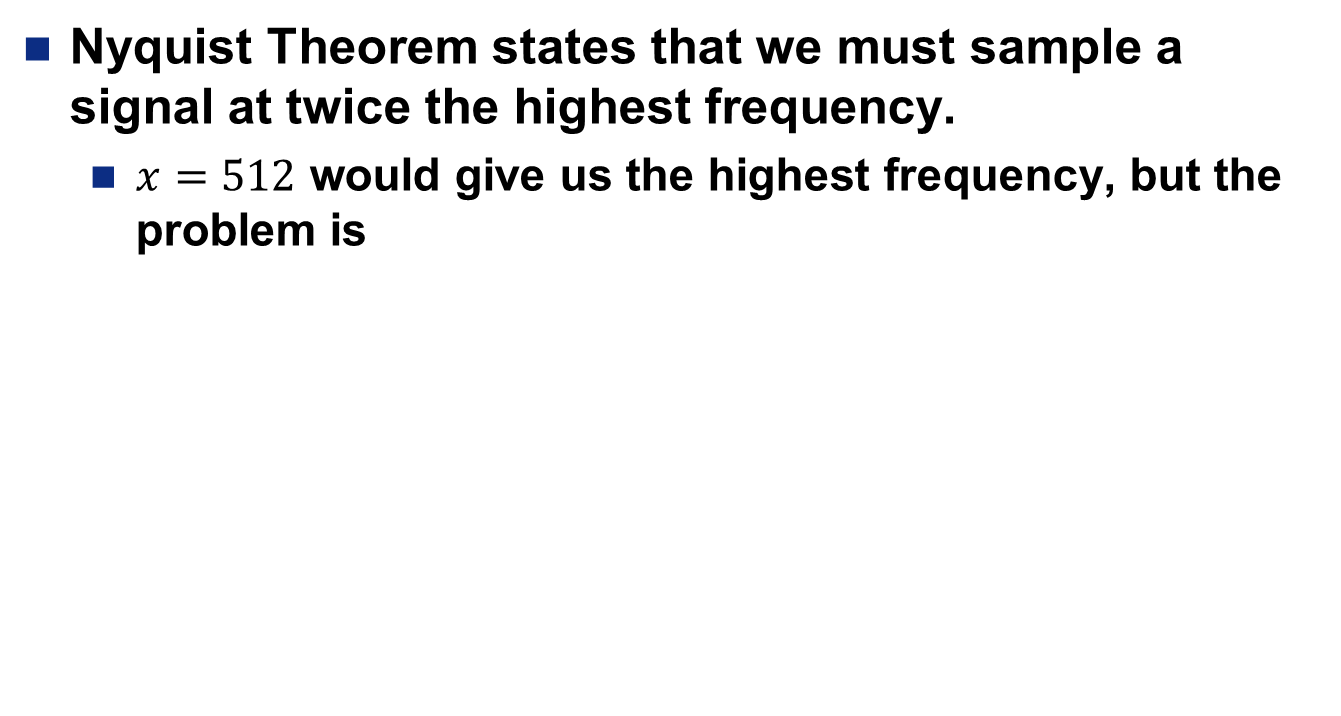 Nyquist Theorem states that we must sample a
signal at twice the highest frequency.
x = 512 would give us the highest frequency, but the
problem is